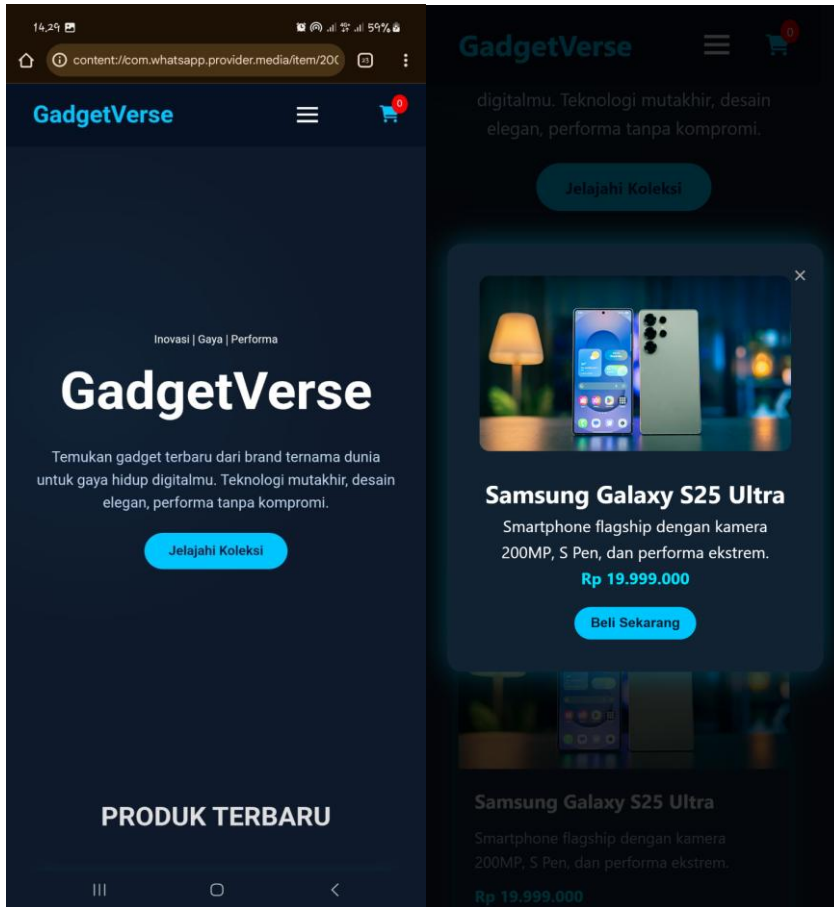 14.29
59%
content://com.whatsapp.provider.media/item/200
GadgetVerse
0
Inovasi | Gaya | Performa
GadgetVerse
Temukan gadget terbaru dari brand ternama dunia
untuk gaya hidup digitalmu. Teknologi mutakhir, desain
elegan, performa tanpa kompromi.
Jelajahi Koleksi
PRODUK TERBARU
GadgetVerse
0
digitalmu. Teknologi mutakhir, desain
elegan, performa tanpa kompromi.
Jelajahi Koleksi
×
Samsung Galaxy S25 Ultra
Smartphone flagship dengan kamera
200MP, S Pen, dan performa ekstrem.
Rp 19.999.000
Beli Sekarang
Samsung Galaxy S25 Ultra
Smartphone flagship dengan kamera
200MP, S Pen, dan performa ekstrem.
Rp 19.999.000